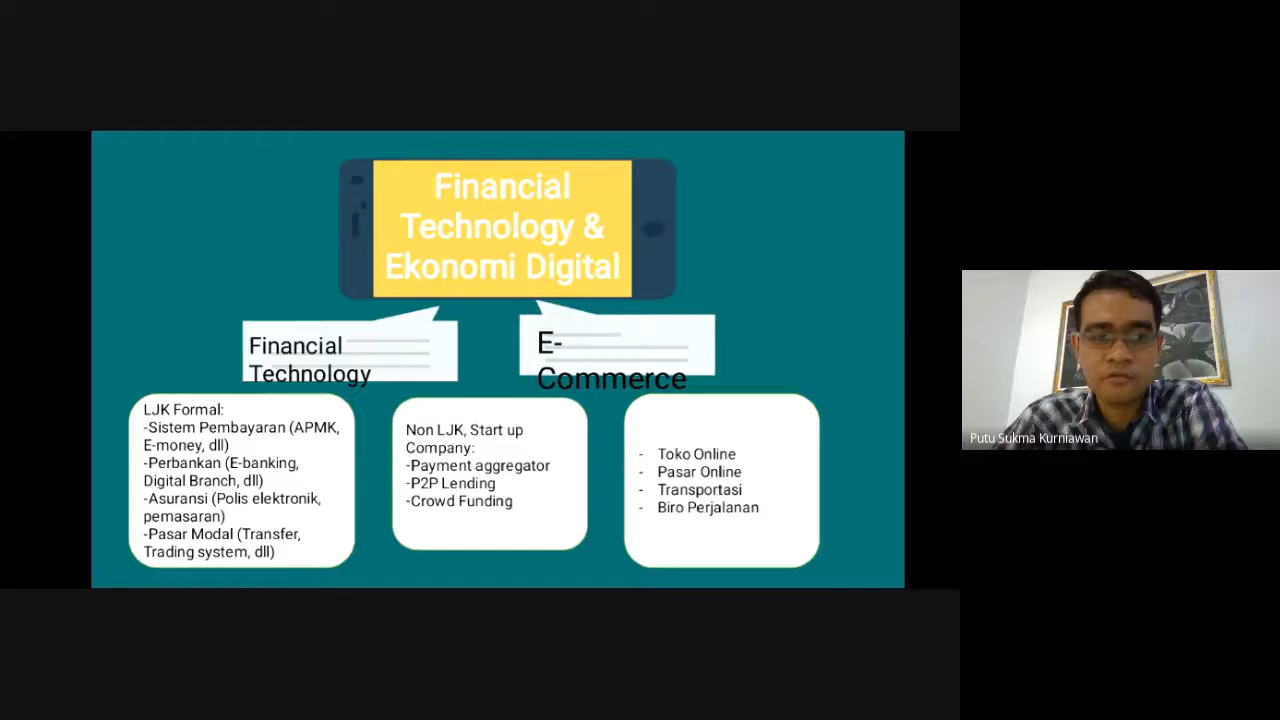 Financial
Technology &
Ekonomi Digital
Financial
Technology
E-
Commerce
LJK Formal:
-Sistem Pembayaran (APMK,
E-money, dll)
-Perbankan (E-banking,
Digital Branch, dll)
-Asuransi (Polis elektronik,
pemasaran)
-Pasar Modal (Transfer,
Trading system, dll)
Non LJK, Start up
Company:
-Payment aggregator
-P2P Lending
-Crowd Funding
- Toko Online
- Pasar Online
- Transportasi
- Biro Perjalanan
Putu Sukma Kurniawan